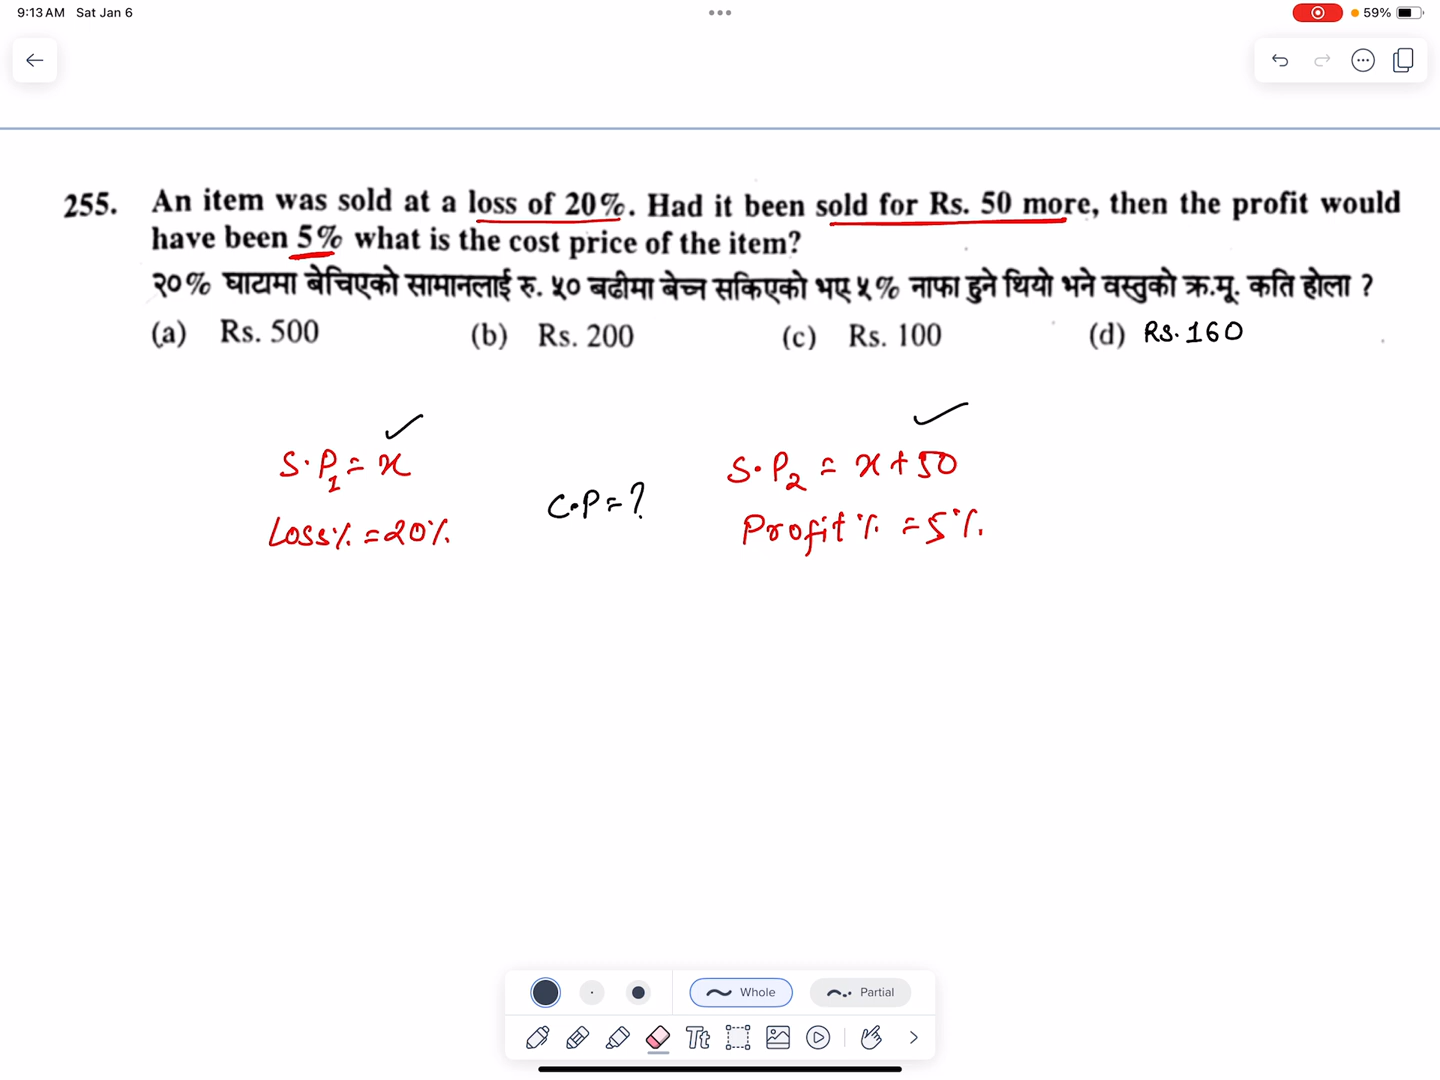 9:13 AM Sat Jan 6
59%
255. An item was sold at a loss of 20%. Had it been sold for Rs. 50 more, then the profit would
have been 5% what is the cost price of the item?
२०% घाटामा बेचिएको सामानलाई रु. ५० बढीमा बेच्न सकिएको भए ५% नाफा हुने थियो भने वस्तुको क्र.मू. कति होला ?
(a) Rs. 500 (b) Rs. 200 (c) Rs. 100 (d) Rs. 160
S.P₁ = x
Loss% = 20%
C.P = ?
S.P₂ = x + 50
Profit% = 5%
Whole Partial
Tt